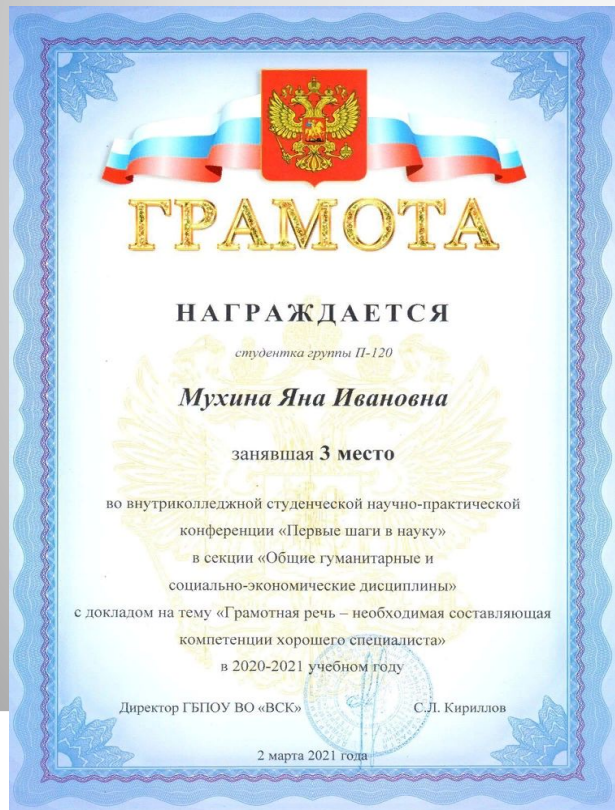 ГРАМОТА
НАГРАЖДАЕТСЯ
студентка группы П-120
Мухина Яна Ивановна
занявшая 3 место
во внутриколледжной студенческой научно-практической
конференции «Первые шаги в науку»
в секции «Общие гуманитарные и
социально-экономические дисциплины»
с докладом на тему «Грамотная речь – необходимая составляющая
компетенции хорошего специалиста»
в 2020-2021 учебном году
Директор ГБПОУ ВО «ВСК» С.Л. Кириллов
2 марта 2021 года